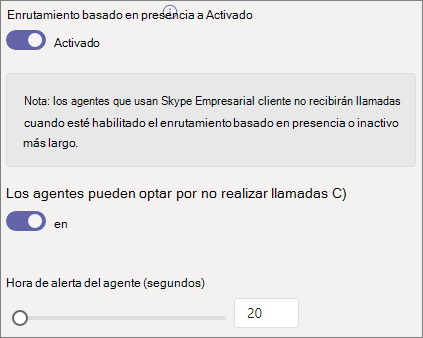 Enrutamiento basado en presencia a Activado
Activado
Nota: los agentes que usan Skype Empresarial cliente no recibirán llamadas
cuando esté habilitado el enrutamiento basado en presencia o inactivo
más largo.
Los agentes pueden optar por no realizar llamadas C)
en
Hora de alerta del agente (segundos)
20